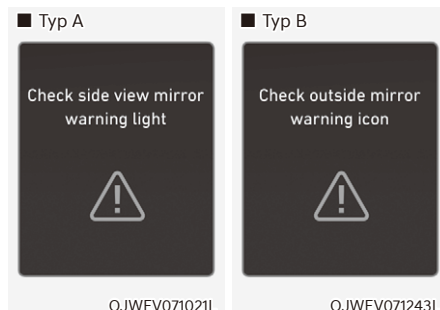 ■ Typ A
Check side view mirror
warning light
OJWEV071021L
■ Typ B
Check outside mirror
warning icon
OJWEV071243L